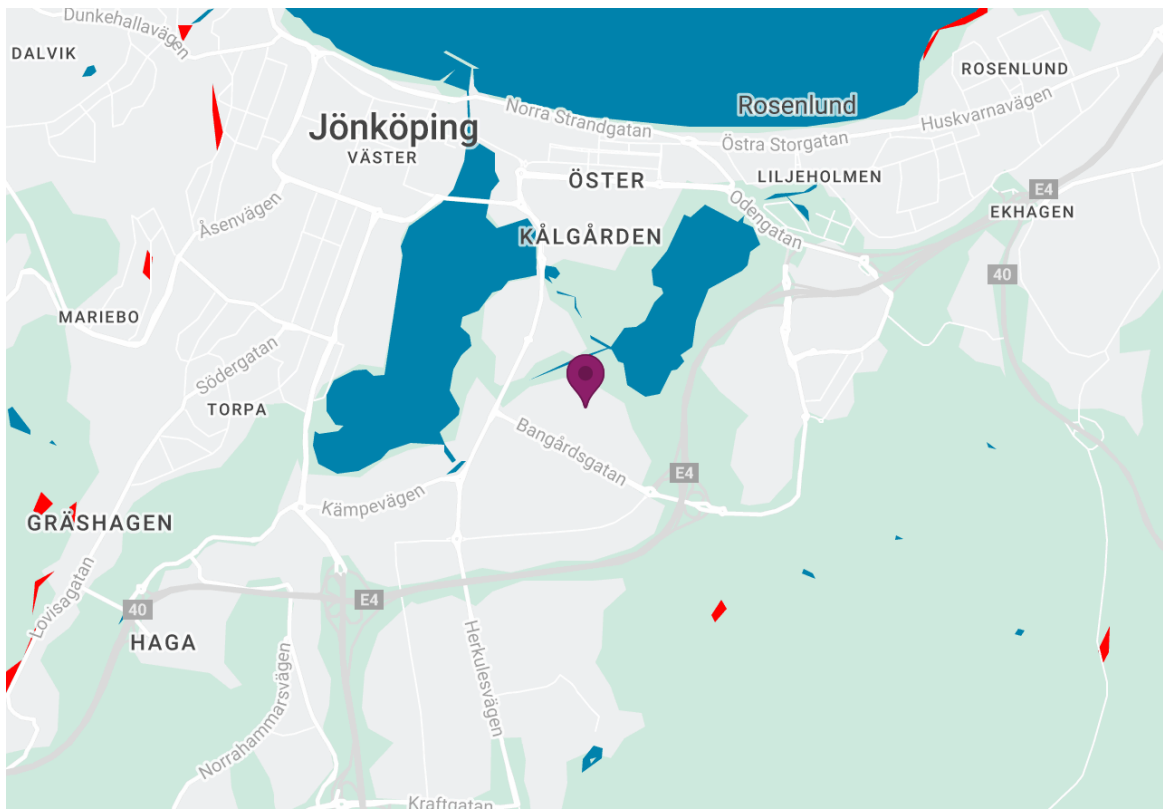 Dunkehallavägen
DALVIK
ROSENLUND
Rosenlund
Norra Strandgatan
Huskvarnavägen
Jönköping
VÄSTER
Östra Storgatan
ÖSTER
LILJEHOLMEN
E4
Åsenvägen
Odengatan
EKHAGEN
KÅLGÅRDEN
40
MARIEBO
Södergatan
TORPA
Bangårdsgatan
E4
Kämpevägen
GRÄSHAGEN
Lovisagatan
E4
40
HAGA
Herkulesvägen
Norrahammarsvägen
Kraftgatan